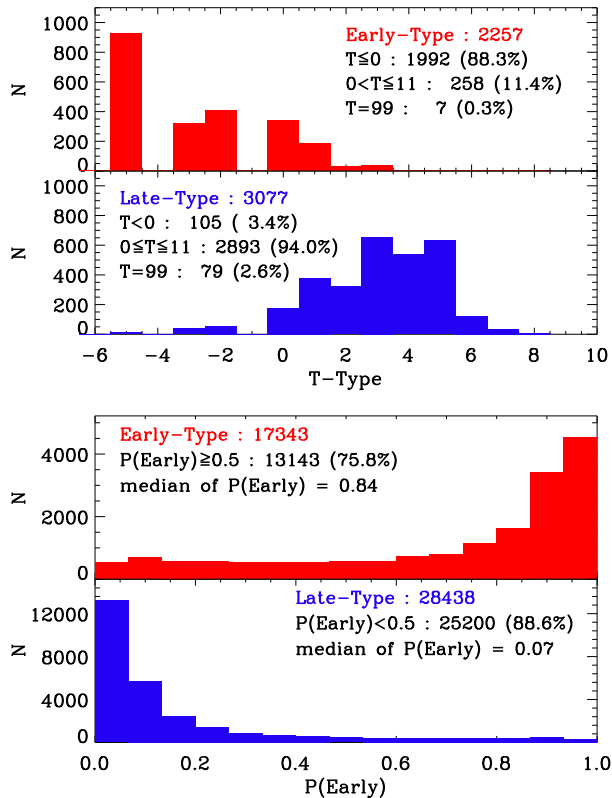 1000
800
600
400
200
0
N
Early-Type : 2257
T≦0 : 1992 (88.3%)
0<T≦11 : 258 (11.4%)
T=99 : 7 (0.3%)
1000
800
600
400
200
0
N
Late-Type : 3077
T<0 : 105 ( 3.4%)
0≦T≦11 : 2893 (94.0%)
T=99 : 79 (2.6%)
−6 −4 −2 0 2 4 6 8 10
T−Type
4000
2000
0
N
Early-Type : 17343
P(Early)≧0.5 : 13143 (75.8%)
median of P(Early) = 0.84
12000
8000
4000
0
N
Late-Type : 28438
P(Early)<0.5 : 25200 (88.6%)
median of P(Early) = 0.07
0.0 0.2 0.4 0.6 0.8 1.0
P(Early)